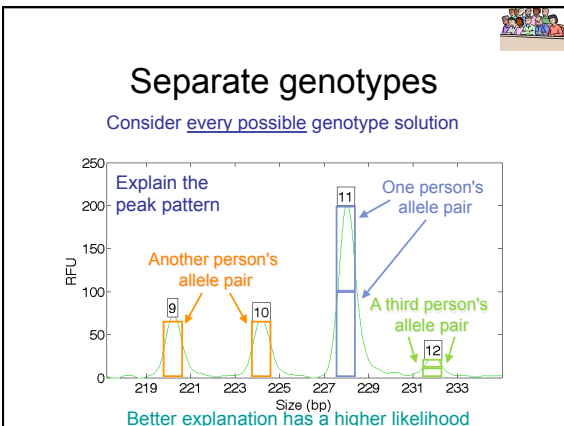 Separate genotypes
Consider every possible genotype solution
250
200
150
100
50
0
RFU
Explain the
peak pattern
11
One person's
allele pair
Another person's
allele pair
9
10
A third person's
allele pair
12
219
221
223
225
227
229
231
233
Size (bp)
Better explanation has a higher likelihood